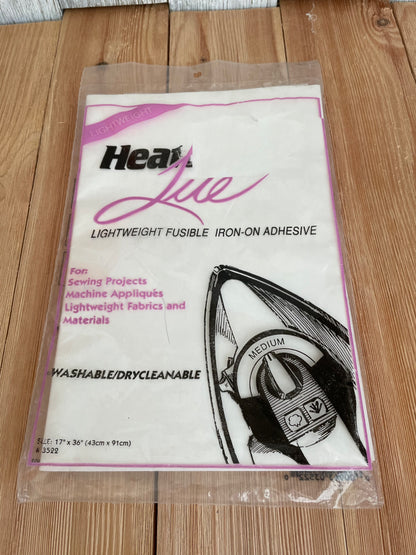 LIGHTWEIGHT
Heat
Lue
LIGHTWEIGHT FUSIBLE IRON-ON ADHESIVE
For:
Sewing Projects
Machine Appliqués
Lightweight Fabrics and
Materials
MEDIUM
WASHABLE/DRYCLEANABLE
SIZE: 17" x 36" (43cm x 91cm)
3522